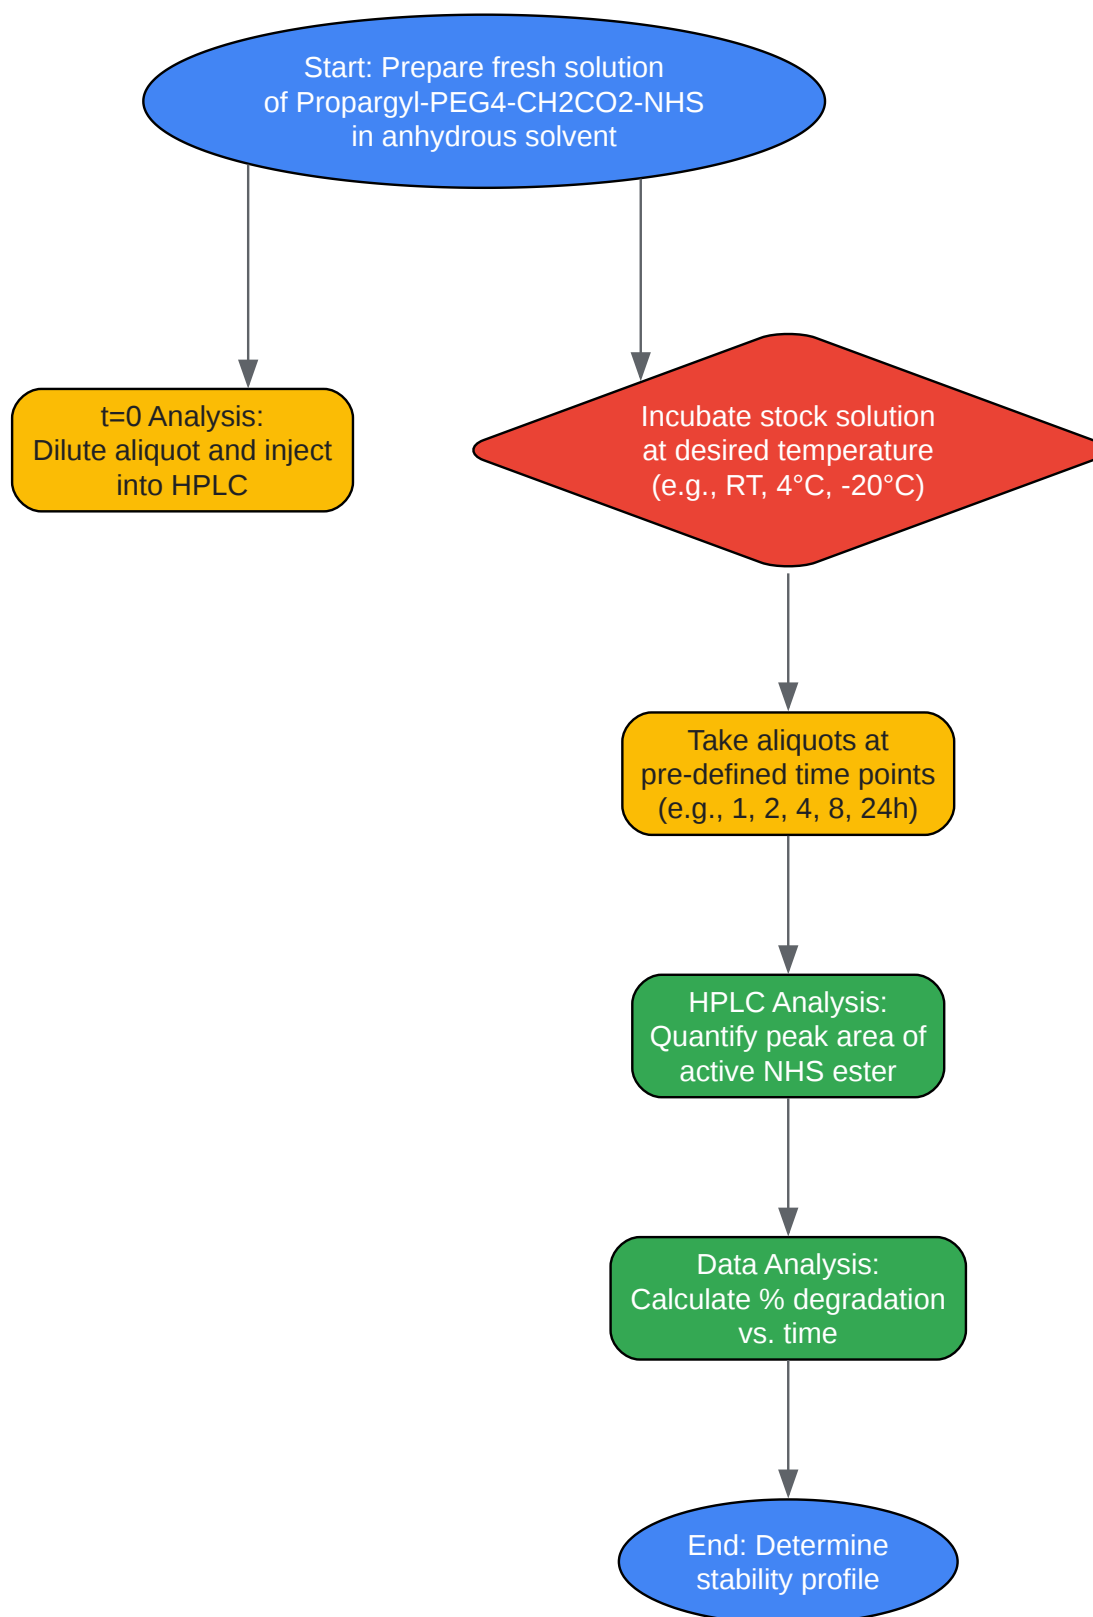 Start: Prepare fresh solution
of Propargyl-PEG4-CH2CO2-NHS
in anhydrous solvent
t=0 Analysis:
Dilute aliquot and inject
into HPLC
Incubate stock solution
at desired temperature
(e.g., RT, 4°C, -20°C)
Take aliquots at
pre-defined time points
(e.g., 1, 2, 4, 8, 24h)
HPLC Analysis:
Quantify peak area of
active NHS ester
Data Analysis:
Calculate % degradation
vs. time
End: Determine
stability profile